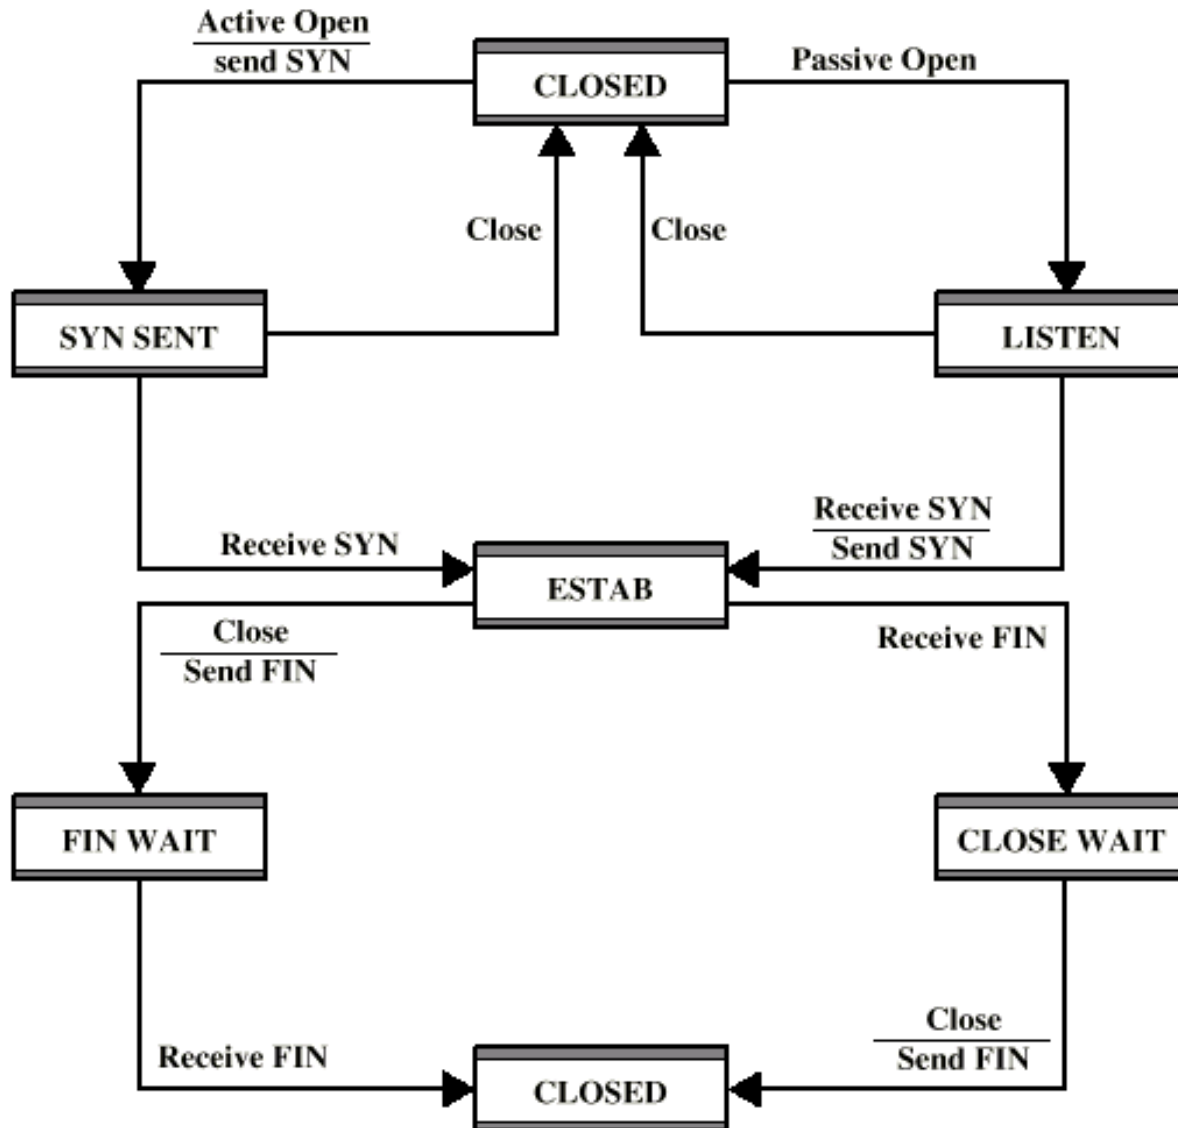 Active Open
send SYN
CLOSED
Passive Open
Close
Close
SYN SENT
LISTEN
Receive SYN
Receive SYN
Send SYN
ESTAB
Close
Send FIN
Receive FIN
FIN WAIT
CLOSE WAIT
Receive FIN
CLOSED
Close
Send FIN